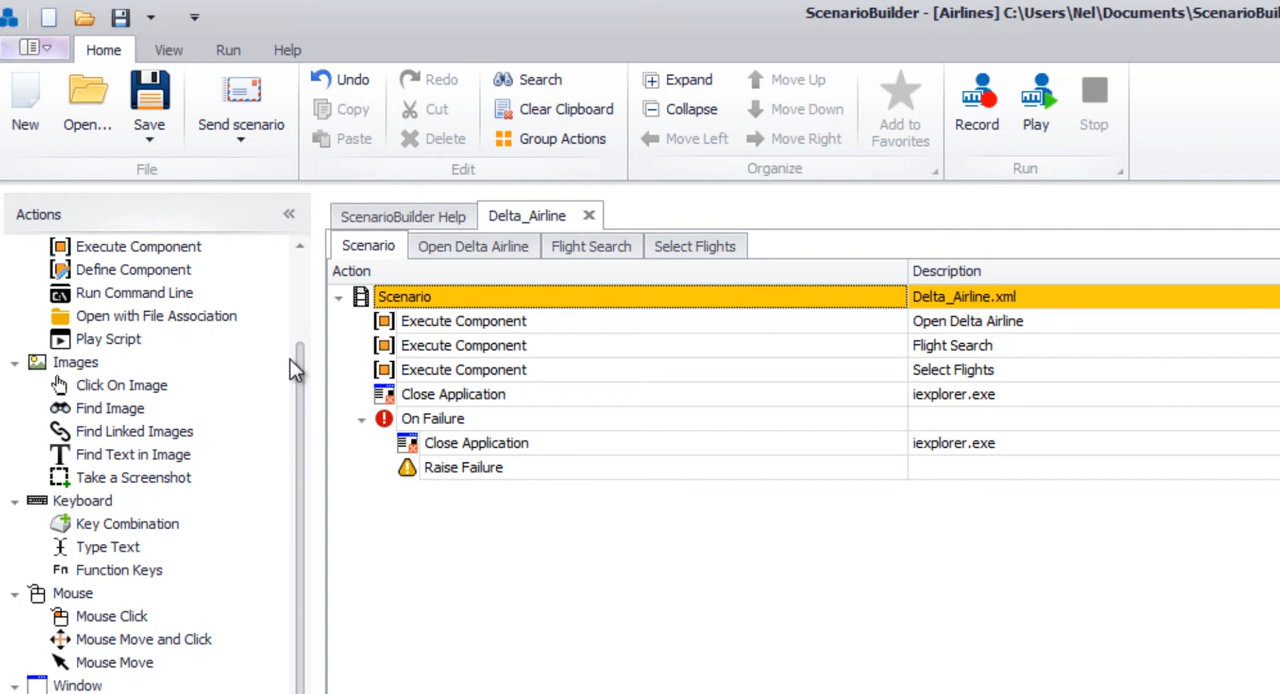 ScenarioBuilder - [Airlines] C:\Users\Nel\Documents\ScenarioBuil
Home View Run Help
New Open... Save Send scenario
File
Undo Redo Search
Copy Cut Clear Clipboard
Paste Delete Group Actions
Edit
Expand Move Up
Collapse Move Down
Move Left Move Right
Add to
Favorites
Organize
Record Play Stop
Run
Actions
Execute Component
Define Component
Run Command Line
Open with File Association
Play Script
Images
Click On Image
Find Image
Find Linked Images
Find Text in Image
Take a Screenshot
Keyboard
Key Combination
Type Text
Fn Function Keys
Mouse
Mouse Click
Mouse Move and Click
Mouse Move
Window
ScenarioBuilder Help Delta_Airline
Scenario Open Delta Airline Flight Search Select Flights
Action Description
Scenario Delta_Airline.xml
Execute Component Open Delta Airline
Execute Component Flight Search
Execute Component Select Flights
Close Application iexplorer.exe
On Failure
Close Application iexplorer.exe
Raise Failure